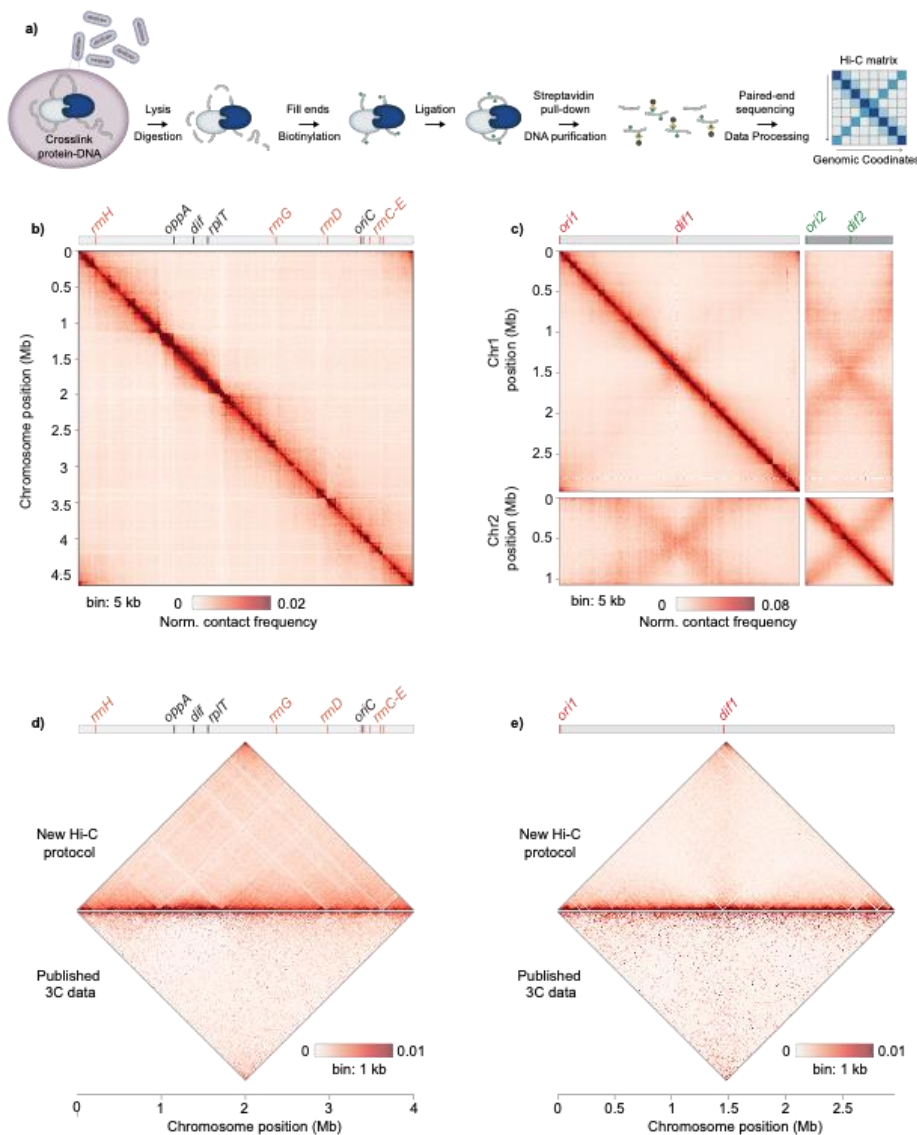 a)
Crosslink
protein-DNA
Lysis
Digestion
Fill ends
Biotinylation
Ligation
Streptavidin
pull-down
DNA purification
Paired-end
sequencing
Data Processing
Hi-C matrix
Genomic Coodinates
b)
rrnH
oppA
dif
rplT
rrnG
rrnD
oriC
rrnC-E
Chromosome position (Mb)
0
0.5
1
1.5
2
2.5
3
3.5
4
4.5
bin: 5 kb
0
0.02
Norm. contact frequency
c)
ori1
dif1
ori2
dif2
Chr1
position (Mb)
0
0.5
1
1.5
2
2.5
Chr2
position (Mb)
0
0.5
1
bin: 5 kb
0
0.08
Norm. contact frequency
d)
rrnH
oppA
dif
rplT
rrnG
rrnD
oriC
rrnC-E
New Hi-C
protocol
Published
3C data
0
0.01
bin: 1 kb
0
1
2
3
4
Chromosome position (Mb)
e)
ori1
dif1
New Hi-C
protocol
Published
3C data
0
0.01
bin: 1 kb
0
0.5
1
1.5
2
2.5
Chromosome position (Mb)